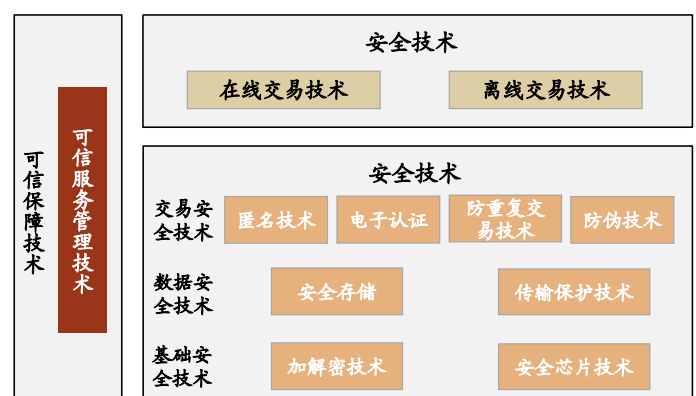 可信保障技术
可信服务管理技术
安全技术
在线交易技术
离线交易技术
安全技术
交易安
全技术
匿名技术
电子认证
防重复交
易技术
防伪技术
数据安
全技术
安全存储
传输保护技术
基础安
全技术
加解密技术
安全芯片技术